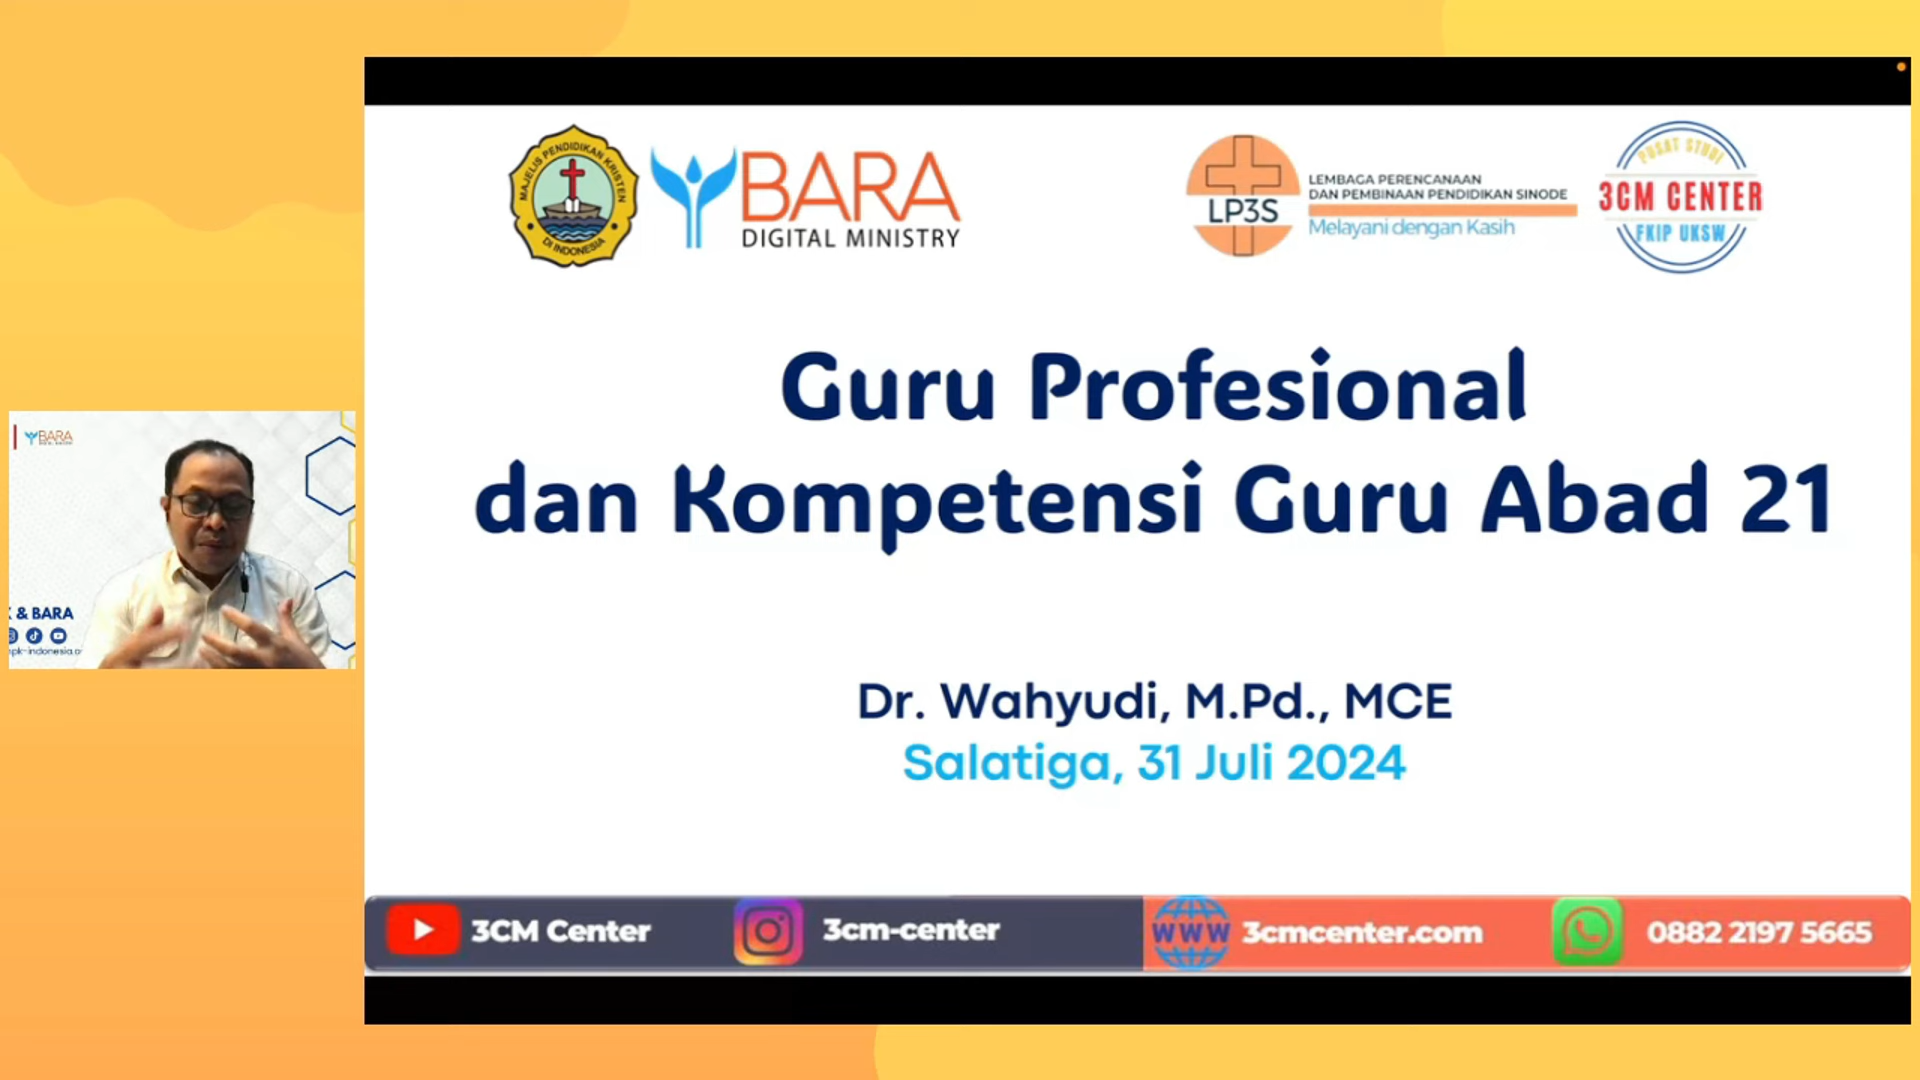 MAJELIS PENDIDIKAN KRISTEN
DI INDONESIA
BARA
DIGITAL MINISTRY
LP3S
LEMBAGA PERENCANAAN
DAN PEMBINAAN PENDIDIKAN SINODE
Melayani dengan Kasih
PUSAT STUDI
3CM CENTER
FKIP UKSW
Guru Profesional
dan Kompetensi Guru Abad 21
Dr. Wahyudi, M.Pd., MCE
Salatiga, 31 Juli 2024
BARA
& BARA
pk-indonesia.o
3CM Center
3cm-center
WWW
3cmcenter.com
0882 2197 5665